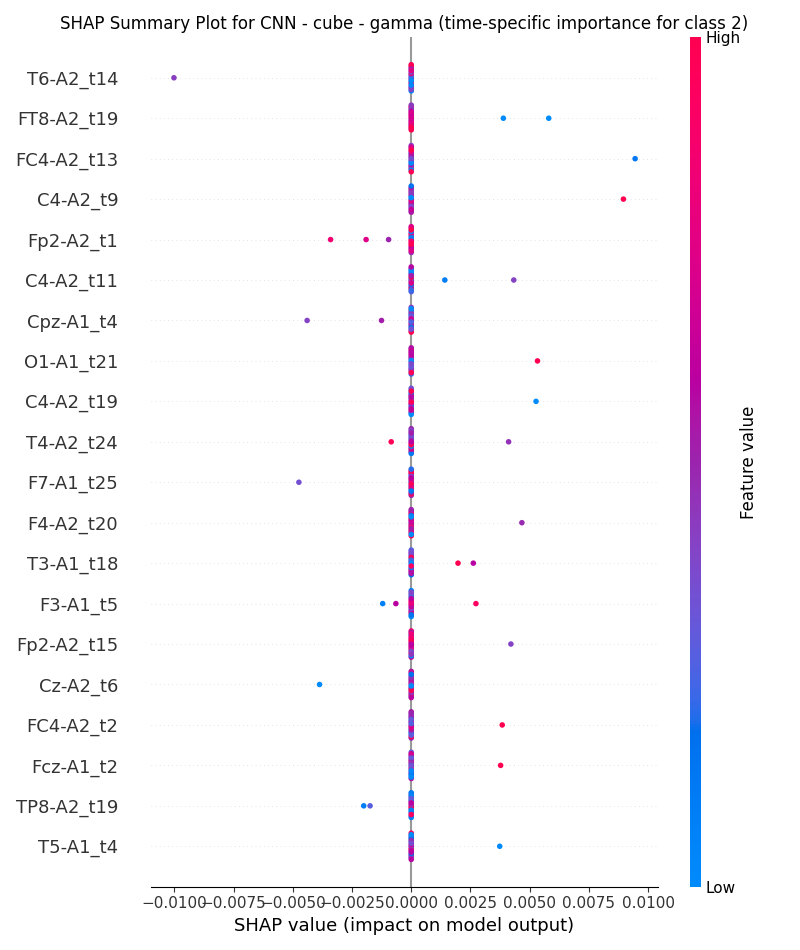 SHAP Summary Plot for CNN - cube - gamma (time-specific importance for class 2)
High
T6-A2_t14
FT8-A2_t19
FC4-A2_t13
C4-A2_t9
Fp2-A2_t1
C4-A2_t11
Cpz-A1_t4
O1-A1_t21
C4-A2_t19
T4-A2_t24
F7-A1_t25
F4-A2_t20
T3-A1_t18
F3-A1_t5
Fp2-A2_t15
Cz-A2_t6
FC4-A2_t2
Fcz-A1_t2
TP8-A2_t19
T5-A1_t4
Feature value
Low
−0.0100 −0.0075 −0.0050 −0.0025 0.0000 0.0025 0.0050 0.0075 0.0100
SHAP value (impact on model output)